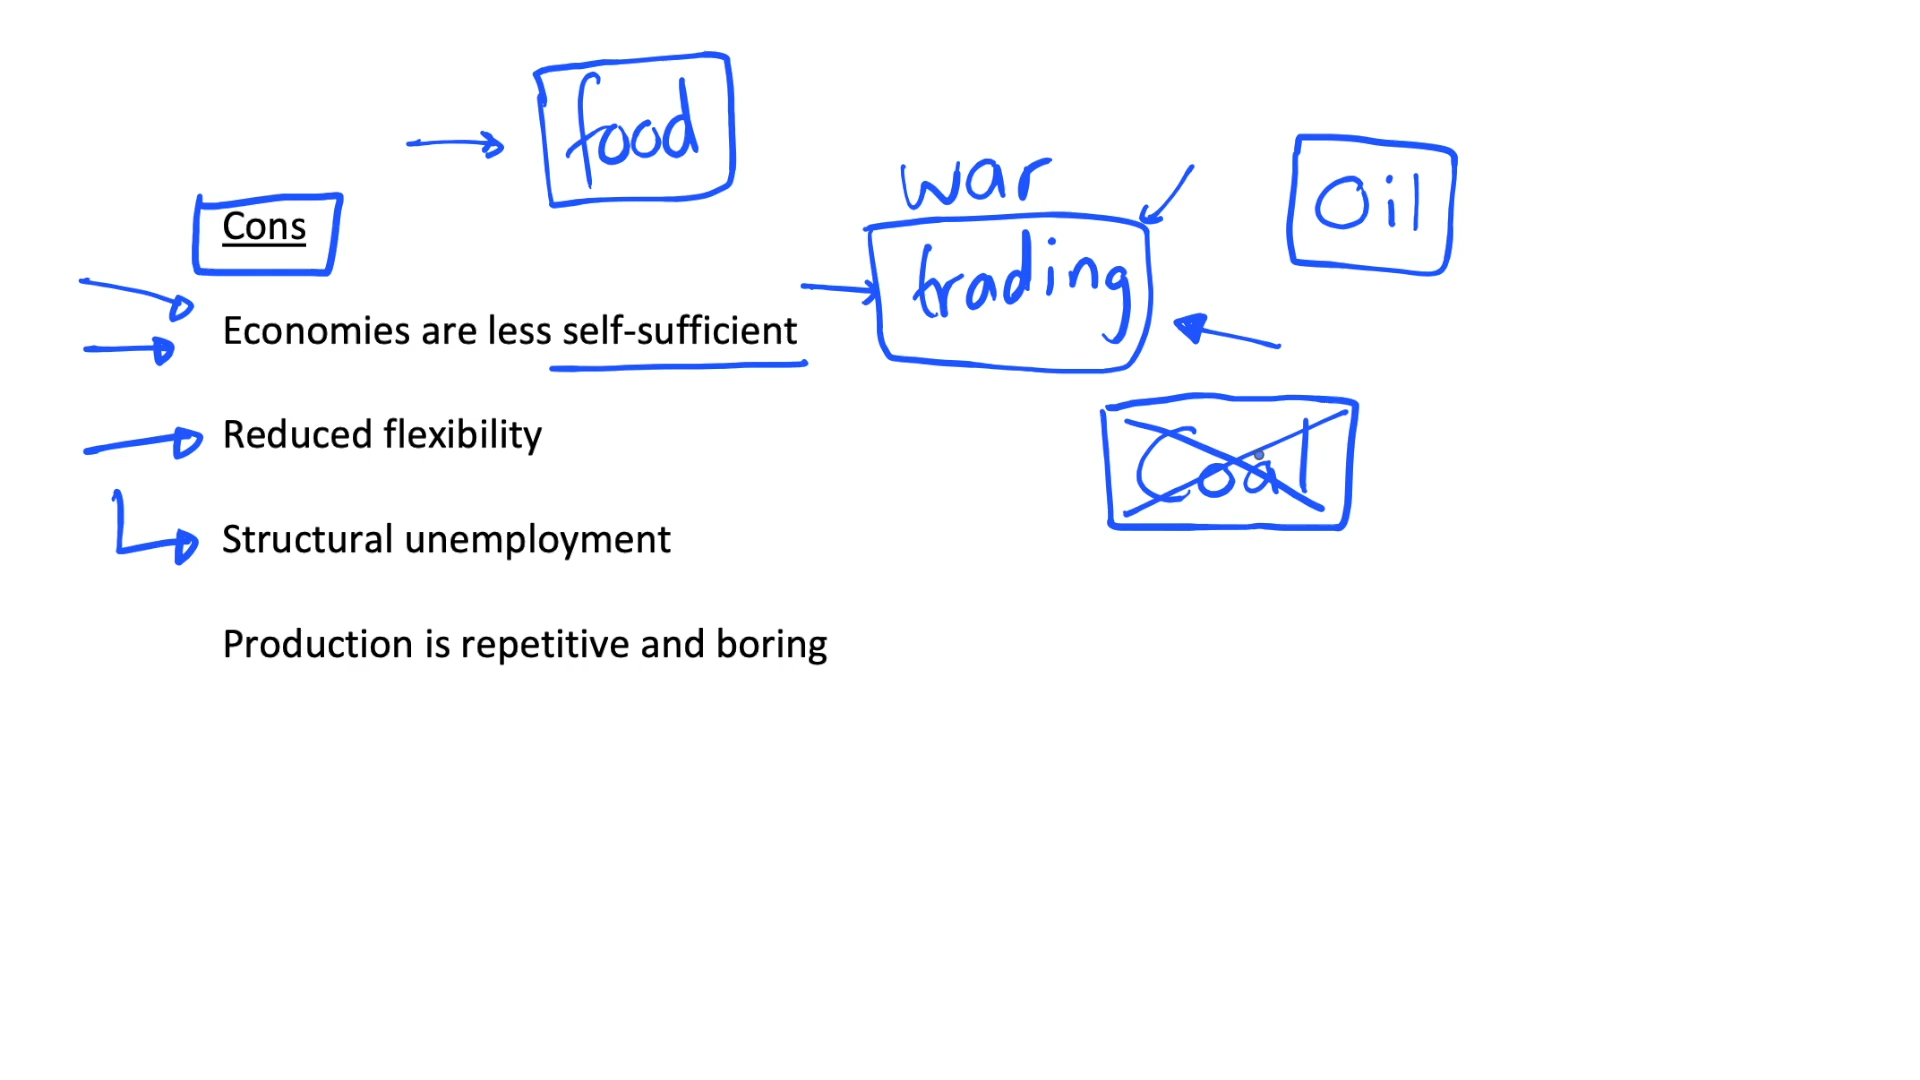 food
war
trading
Oil
Cons
Economies are less self-sufficient
Reduced flexibility
Coal
Structural unemployment
Production is repetitive and boring